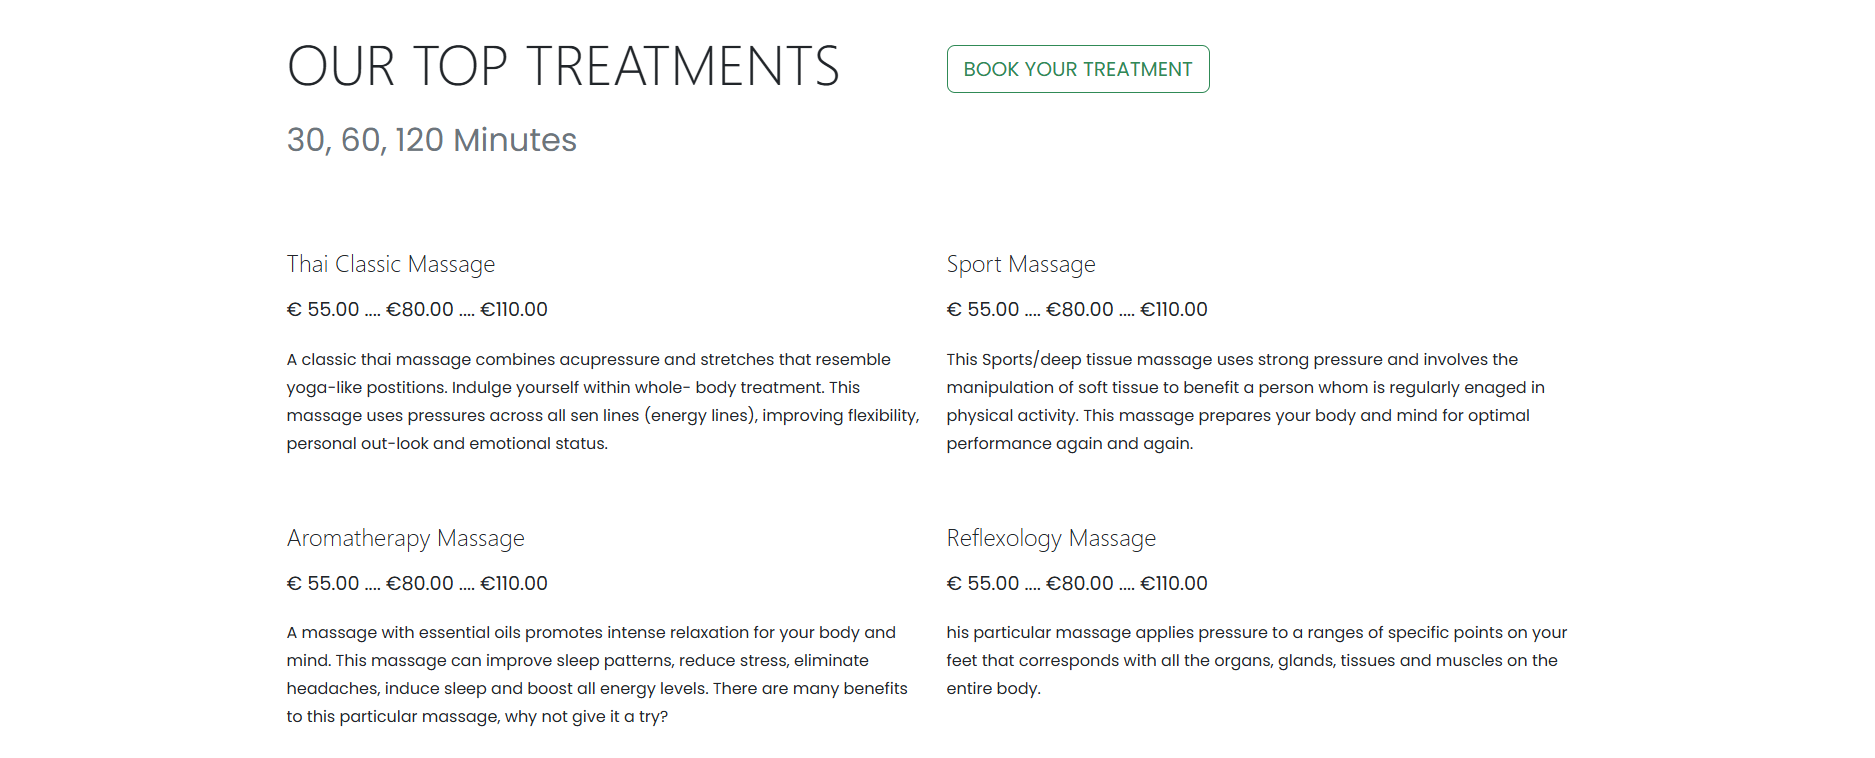 OUR TOP TREATMENTS
BOOK YOUR TREATMENT
30, 60, 120 Minutes
Thai Classic Massage
€ 55.00 .... €80.00 .... €110.00
A classic thai massage combines acupressure and stretches that resemble
yoga-like postitions. Indulge yourself within whole- body treatment. This
massage uses pressures across all sen lines (energy lines), improving flexibility,
personal out-look and emotional status.
Sport Massage
€ 55.00 .... €80.00 .... €110.00
This Sports/deep tissue massage uses strong pressure and involves the
manipulation of soft tissue to benefit a person whom is regularly enaged in
physical activity. This massage prepares your body and mind for optimal
performance again and again.
Aromatherapy Massage
€ 55.00 .... €80.00 .... €110.00
A massage with essential oils promotes intense relaxation for your body and
mind. This massage can improve sleep patterns, reduce stress, eliminate
headaches, induce sleep and boost all energy levels. There are many benefits
to this particular massage, why not give it a try?
Reflexology Massage
€ 55.00 .... €80.00 .... €110.00
his particular massage applies pressure to a ranges of specific points on your
feet that corresponds with all the organs, glands, tissues and muscles on the
entire body.